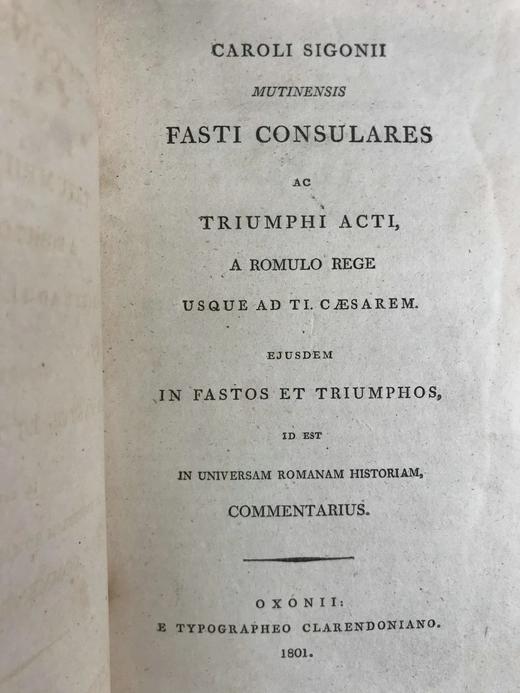 CAROLI SIGONII
MUTINENSIS
FASTI CONSULARES
AC
TRIUMPHI ACTI,
A ROMULO REGE
USQUE AD TI. CÆSAREM.
EJUSDEM
IN FASTOS ET TRIUMPHOS,
ID EST
IN UNIVERSAM ROMANAM HISTORIAM,
COMMENTARIUS.
OXONII:
E TYPOGRAPHEO CLARENDONIANO.
1801.